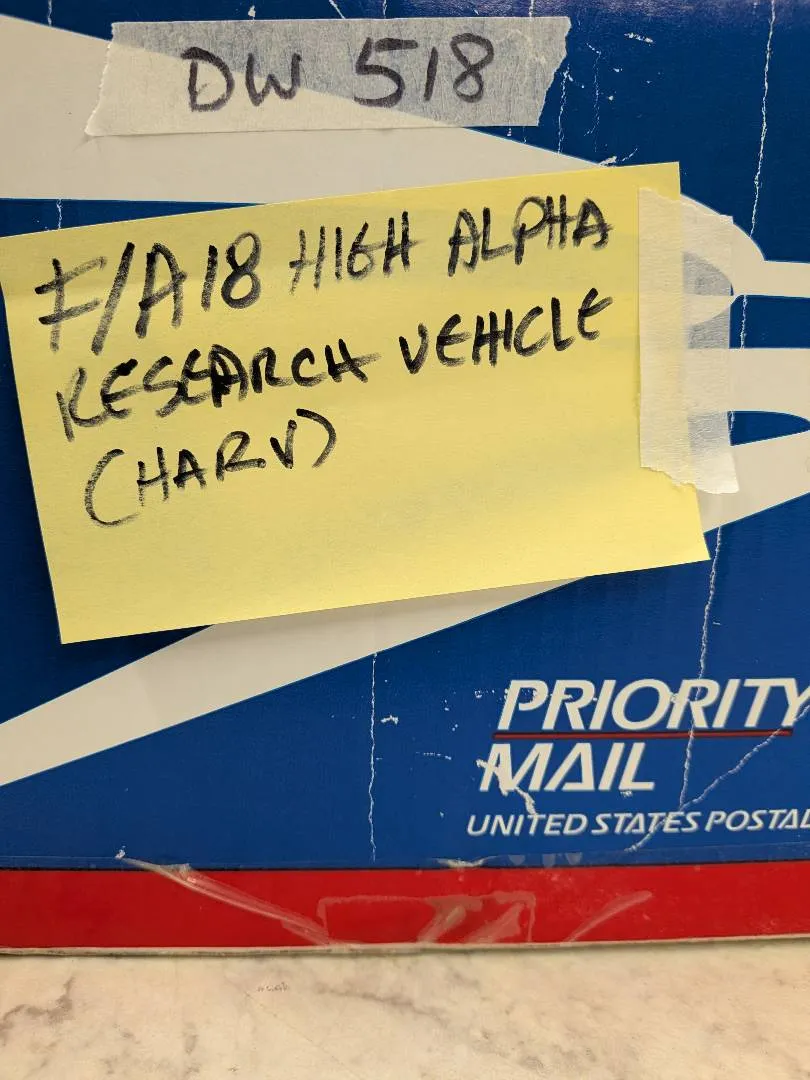 DW 518
F/A18 HIGH ALPHA
RESEARCH VEHICLE
(HARV)
PRIORITY
MAIL
UNITED STATES POSTAL